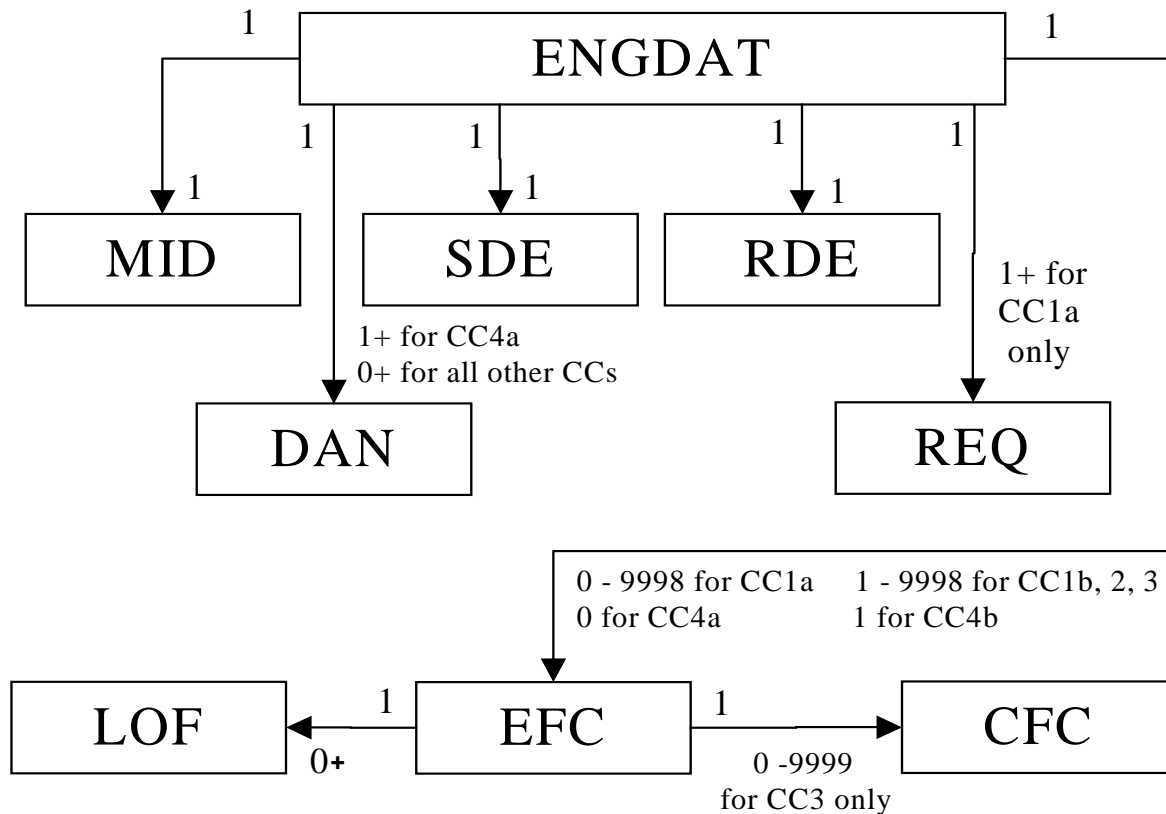 1 1
ENGDAT
1 1 1 1
1 1 1
MID SDE RDE
1+ for
CC1a
only
1+ for CC4a
0+ for all other CCs
DAN REQ
0 - 9998 for CC1a 1 - 9998 for CC1b, 2, 3
0 for CC4a 1 for CC4b
1 1
LOF EFC CFC
0+
0 -9999
for CC3 only